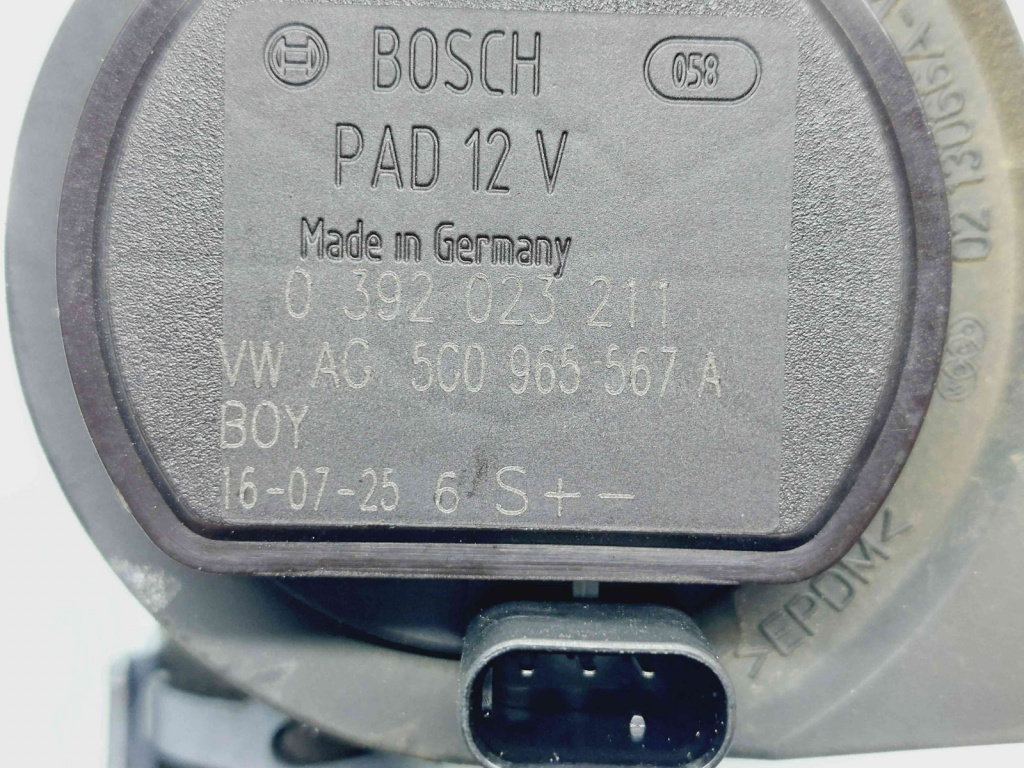 BOSCH
058
PAD 12 V
Made in Germany
0 392 023 211
VW AG 5C0 965 567 A
BOY
16-07-25 6 S + -
>EPDM<